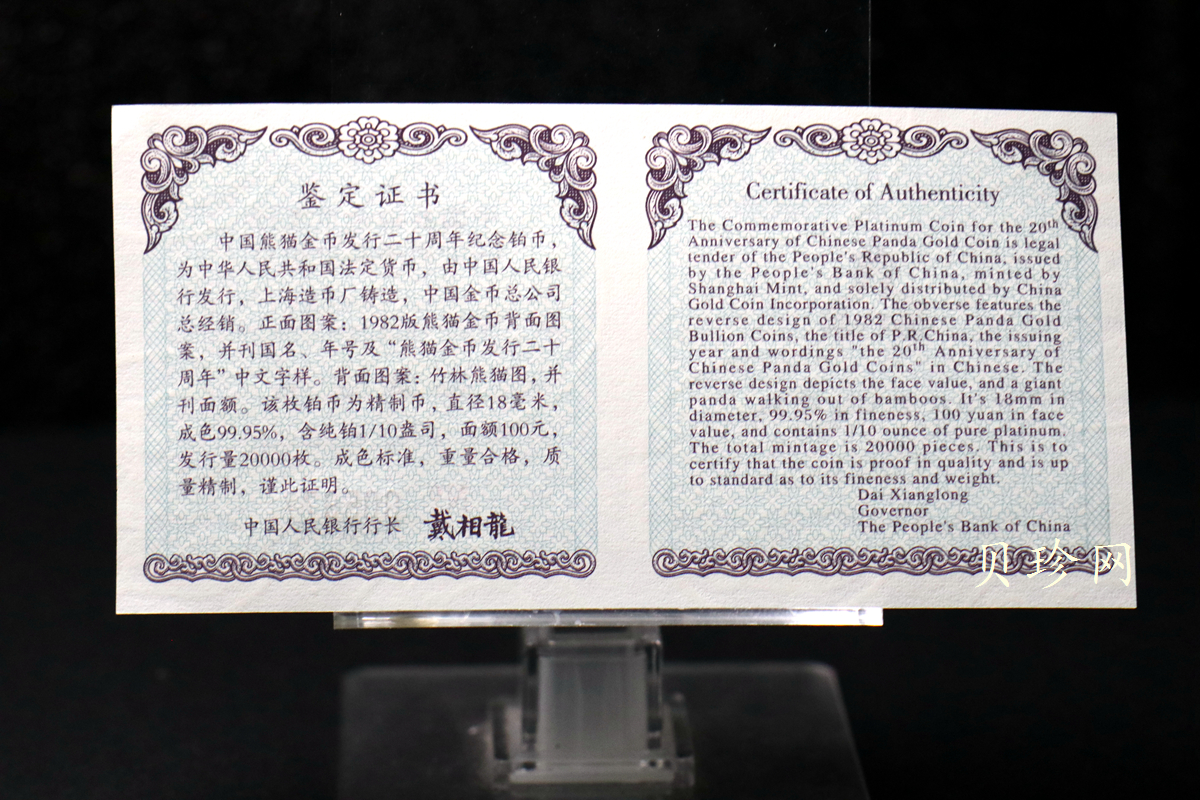 鉴定证书
中国熊猫金币发行二十周年纪念铂币，
为中华人民共和国法定货币，由中国人民银
行发行，上海造币厂铸造，中国金币总公司
总经销。正面图案：1982版熊猫金币背面图
案，并刊国名、年号及“熊猫金币发行二十
周年”中文字样。背面图案：竹林熊猫图，并
刊面额。该枚铂币为精制币，直径18毫米，
成色99.95%，含纯铂1/10盎司，面额100元，
发行量20000枚。成色标准，重量合格，质
量精制，谨此证明。
中国人民银行行长 戴相龍
Certificate of Authenticity
The Commemorative Platinum Coin for the 20th
Anniversary of Chinese Panda Gold Coin is legal
tender of the People's Republic of China, issued
by the People's Bank of China, minted by
Shanghai Mint, and solely distributed by China
Gold Coin Incorporation. The obverse features the
reverse design of 1982 Chinese Panda Gold
Bullion Coins, the title of P.R.China, the issuing
year and wordings "the 20th Anniversary of
Chinese Panda Gold Coins" in Chinese. The
reverse design depicts the face value, and a giant
panda walking out of bamboos. It's 18mm in
diameter, 99.95% in fineness, 100 yuan in face
value, and contains 1/10 ounce of pure platinum.
The total mintage is 20000 pieces. This is to
certify that the coin is proof in quality and is up
to standard as to its fineness and weight.
Dai Xianglong
Governor
The People's Bank of China
贝珍网